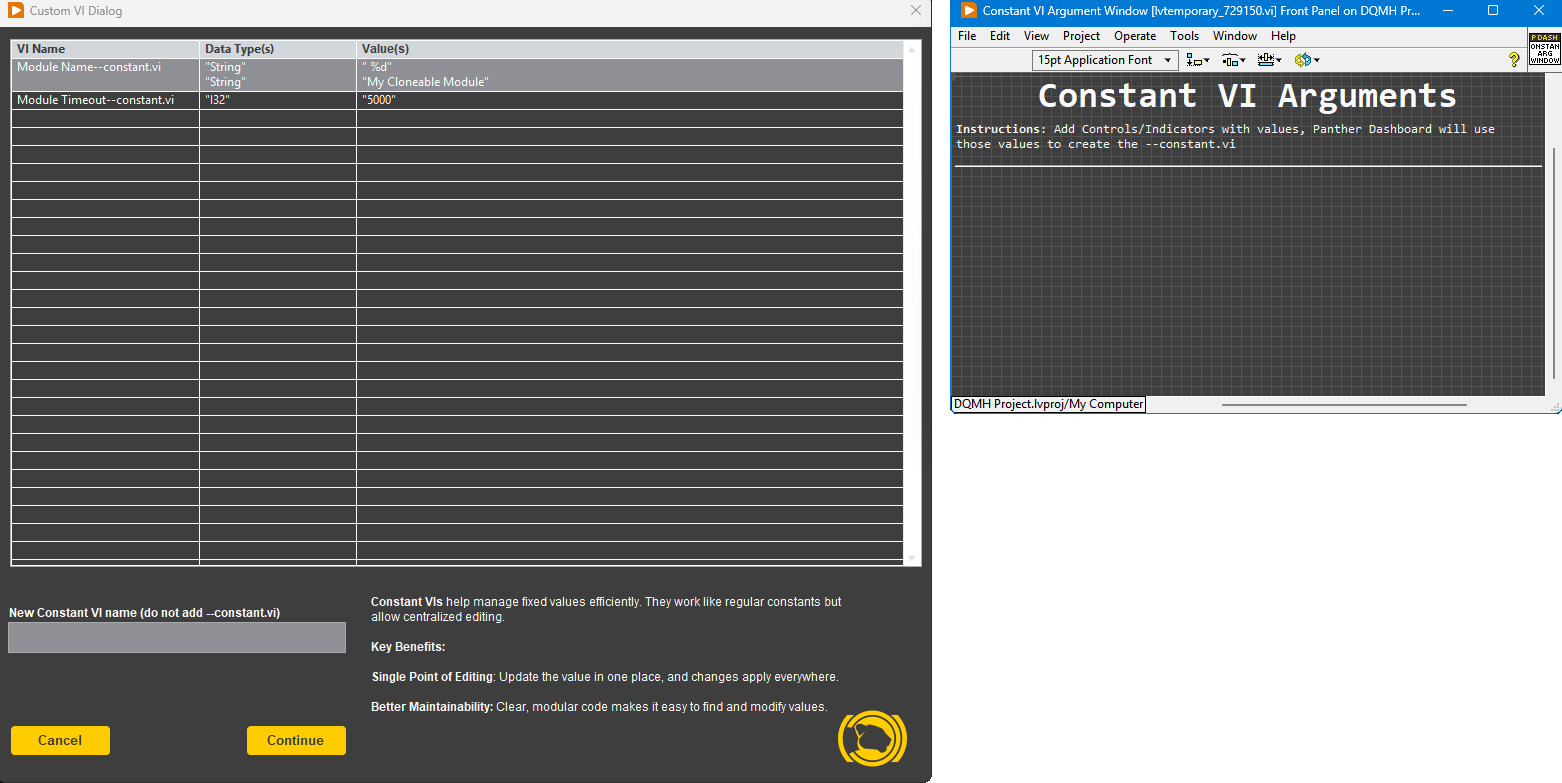 Custom VI Dialog
VI Name Data Type(s) Value(s)
Module Name--constant.vi "String" " %d"
"String" "My Cloneable Module"
Module Timeout--constant.vi "I32" "5000"
New Constant VI name (do not add --constant.vi)
Constant VIs help manage fixed values efficiently. They work like regular constants but
allow centralized editing.
Key Benefits:
Single Point of Editing: Update the value in one place, and changes apply everywhere.
Better Maintainability: Clear, modular code makes it easy to find and modify values.
Cancel Continue
Constant VI Argument Window [lvtemporary_729150.vi] Front Panel on DQMH Pr...
File Edit View Project Operate Tools Window Help
15pt Application Font
?
P DASH
ONSTAN
ARG
WINDOW
Constant VI Arguments
Instructions: Add Controls/Indicators with values, Panther Dashboard will use
those values to create the --constant.vi
DQMH Project.lvproj/My Computer